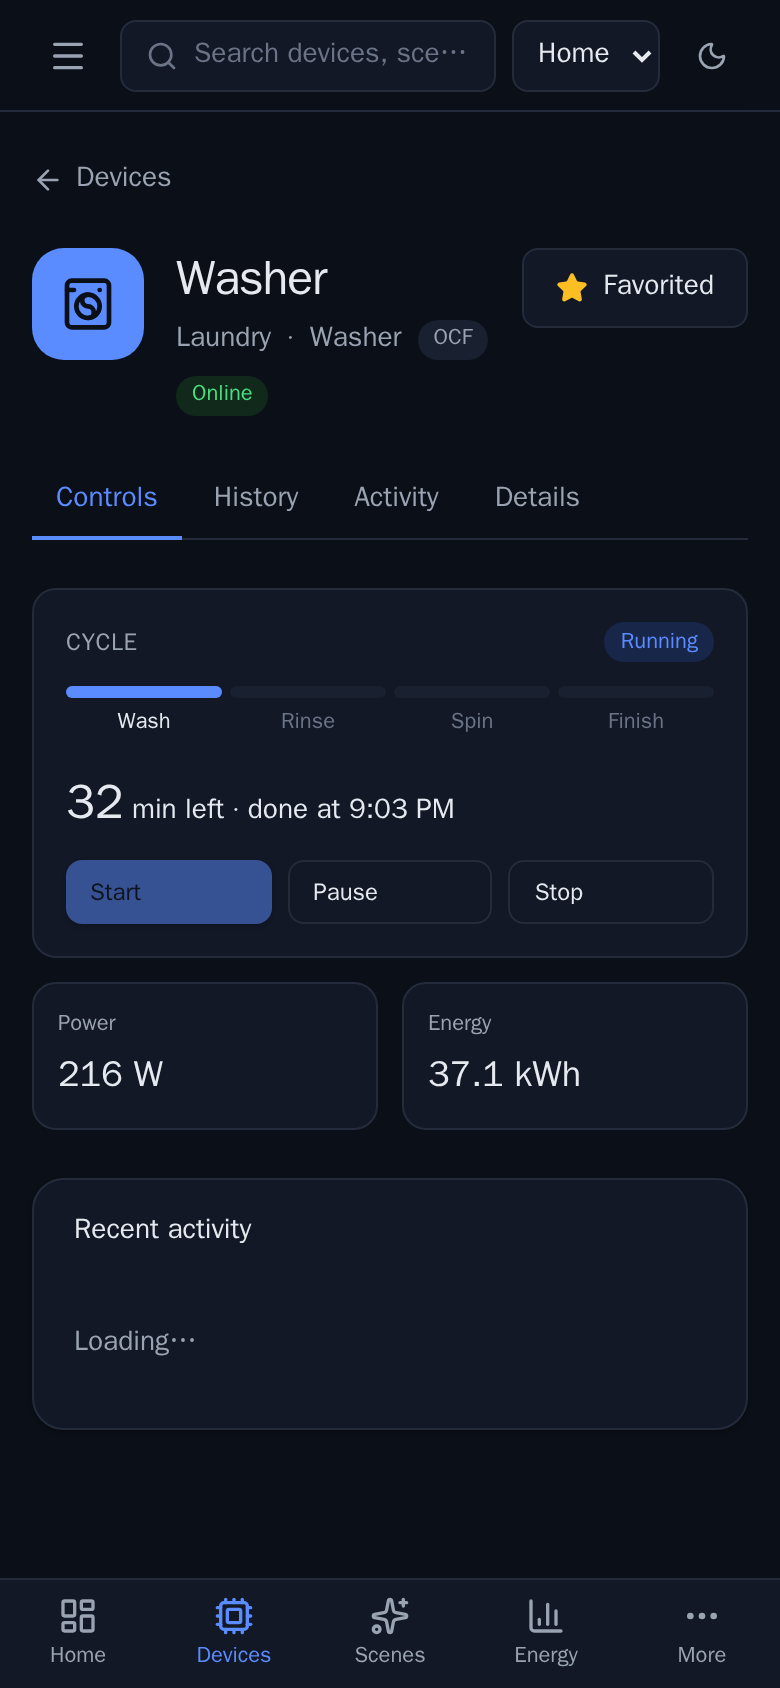 Search devices, sce···
Home
Devices
Washer
Favorited
Laundry · Washer OCF
Online
Controls History Activity Details
CYCLE
Running
Wash Rinse Spin Finish
32 min left · done at 9:03 PM
Start Pause Stop
Power
216 W
Energy
37.1 kWh
Recent activity
Loading···
Home Devices Scenes Energy More